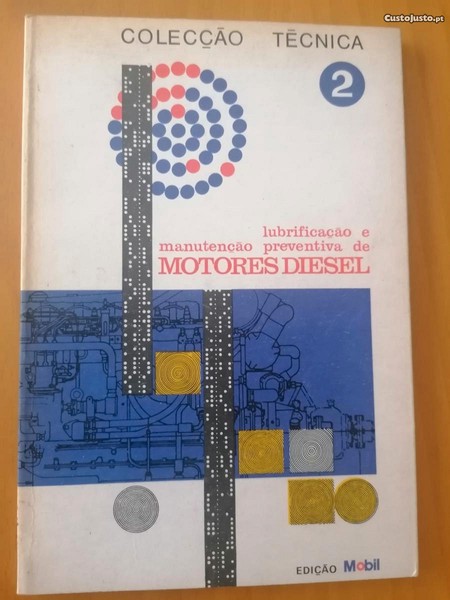 CustoJusto.pt
COLECÇÃO TÉCNICA
2
lubrificação e
manutenção preventiva de
MOTORES DIESEL
EDIÇÃO Mobil